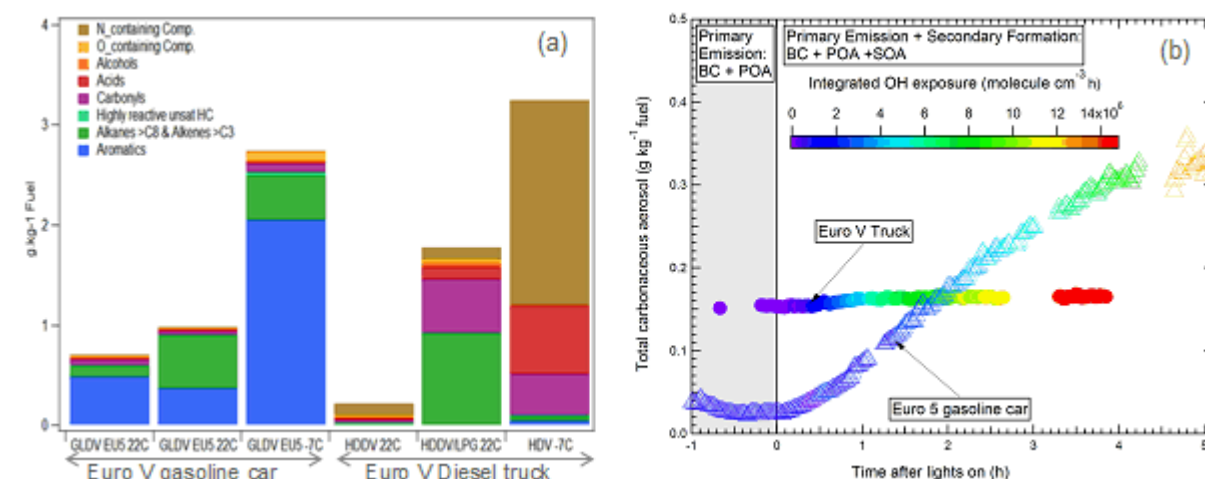 4
3
2
1
0
g.kg-1 Fuel
N_containing Comp.
O_containing Comp.
Alcohols
Acids
Carbonyls
Highly reactive unsat HC
Alkanes >C8 & Alkenes >C3
Aromatics
(a)
GLDV EU5 22C
GLDV EU5 22C
GLDV EU5 -7C
HDDV 22C
HDDV/LPG 22C
HDV -7C
Euro V gasoline car
Euro V Diesel truck
0.5
0.4
0.3
0.2
0.1
0.0
Total carbonaceous aerosol (g kg-1 fuel)
Primary
Emission:
BC + POA
Primary Emission + Secondary Formation:
BC + POA +SOA
(b)
Integrated OH exposure (molecule cm-3 h)
0 2 4 6 8 10 14x10⁶
Euro V Truck
Euro 5 gasoline car
-1 0 1 2 3 4 5
Time after lights on (h)